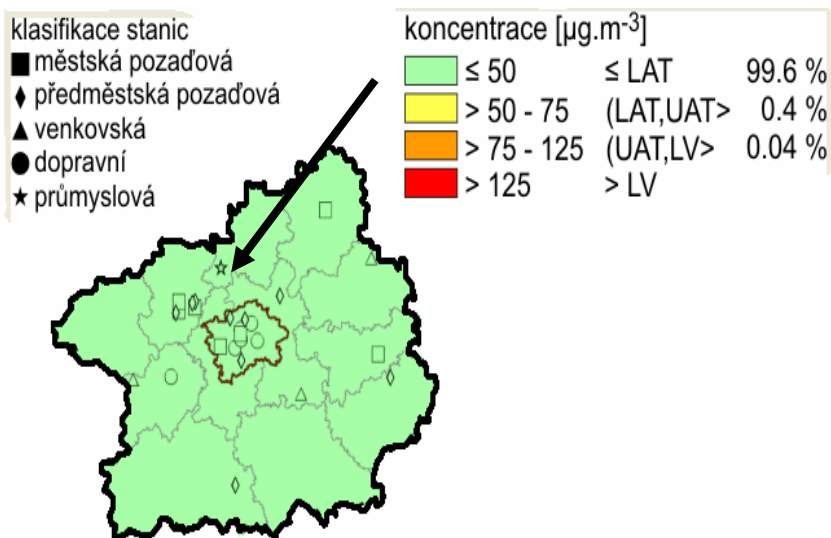 klasifikace stanic
městská pozaďová
předměstská pozaďová
venkovská
dopravní
průmyslová
koncentrace [µg.m-3]
≤ 50 ≤ LAT 99.6 %
> 50 - 75 (LAT,UAT> 0.4 %
> 75 - 125 (UAT,LV> 0.04 %
> 125 > LV